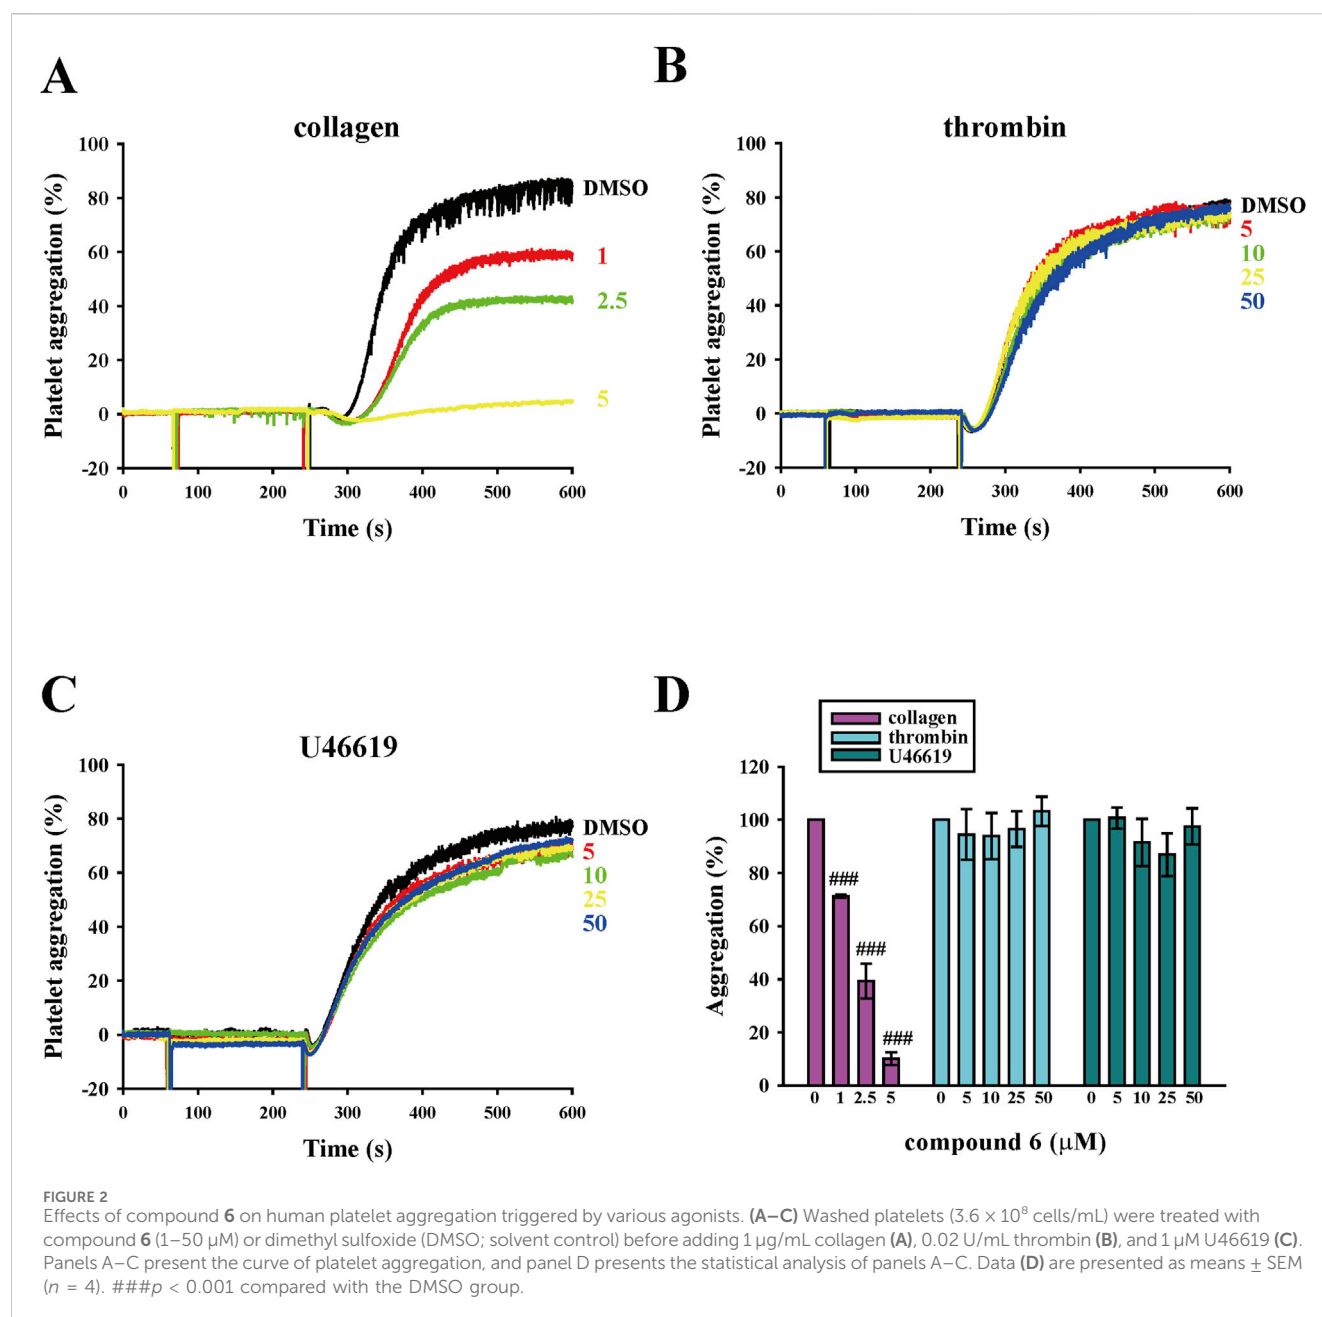 A
collagen
100
80
60
40
20
0
-20
Platelet aggregation (%)
DMSO
1
2.5
5
0 100 200 300 400 500 600
Time (s)
B
thrombin
100
80
60
40
20
0
-20
Platelet aggregation (%)
DMSO
5
10
25
50
0 100 200 300 400 500 600
Time (s)
C
U46619
100
80
60
40
20
0
-20
Platelet aggregation (%)
DMSO
5
10
25
50
0 100 200 300 400 500 600
Time (s)
D
collagen
thrombin
U46619
120
100
80
60
40
20
0
Aggregation (%)
###
###
###
0 1 2.5 5 0 5 10 25 50 0 5 10 25 50
compound 6 (μM)
FIGURE 2
Effects of compound 6 on human platelet aggregation triggered by various agonists. (A–C) Washed platelets (3.6 × 10⁸ cells/mL) were treated with
compound 6 (1–50 μM) or dimethyl sulfoxide (DMSO; solvent control) before adding 1 μg/mL collagen (A), 0.02 U/mL thrombin (B), and 1 μM U46619 (C).
Panels A–C present the curve of platelet aggregation, and panel D presents the statistical analysis of panels A–C. Data (D) are presented as means ± SEM
(n = 4). ###p < 0.001 compared with the DMSO group.